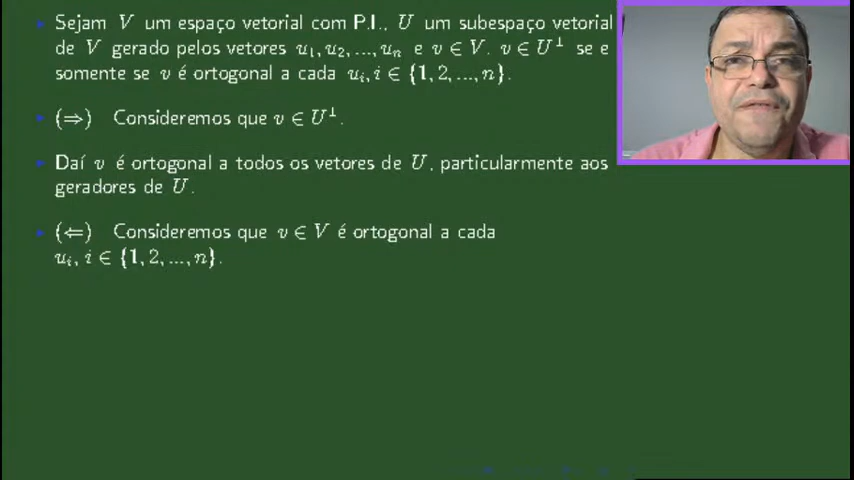 Sejam V um espaço vetorial com P.I., U um subespaço vetorial
de V gerado pelos vetores u₁, u₂, ..., uₙ e v ∈ V. v ∈ U⊥ se e
somente se v é ortogonal a cada uᵢ, i ∈ {1, 2, ..., n}.
(⇒) Consideremos que v ∈ U⊥.
Daí v é ortogonal a todos os vetores de U, particularmente aos
geradores de U.
(⇐) Consideremos que v ∈ V é ortogonal a cada
uᵢ, i ∈ {1, 2, ..., n}.